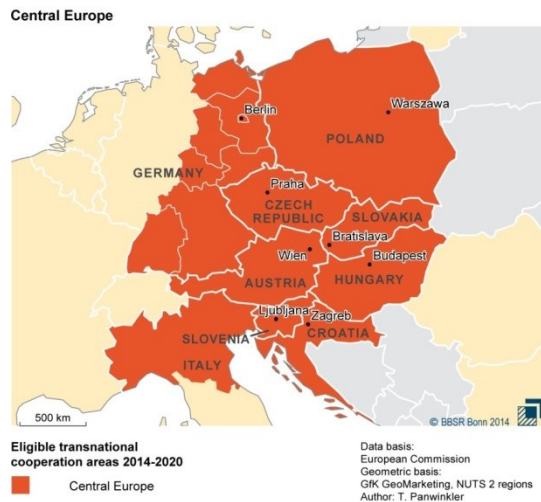 Central Europe
Berlin
Warszawa
POLAND
GERMANY
Praha
CZECH
REPUBLIC
SLOVAKIA
Bratislava
Wien
Budapest
AUSTRIA
HUNGARY
Ljubljana
Zagreb
SLOVENIA
CROATIA
ITALY
500 km
© BBSR Bonn 2014
Eligible transnational
cooperation areas 2014-2020
Central Europe
Data basis:
European Commission
Geometric basis:
GfK GeoMarketing, NUTS 2 regions
Author: T. Panwinkler